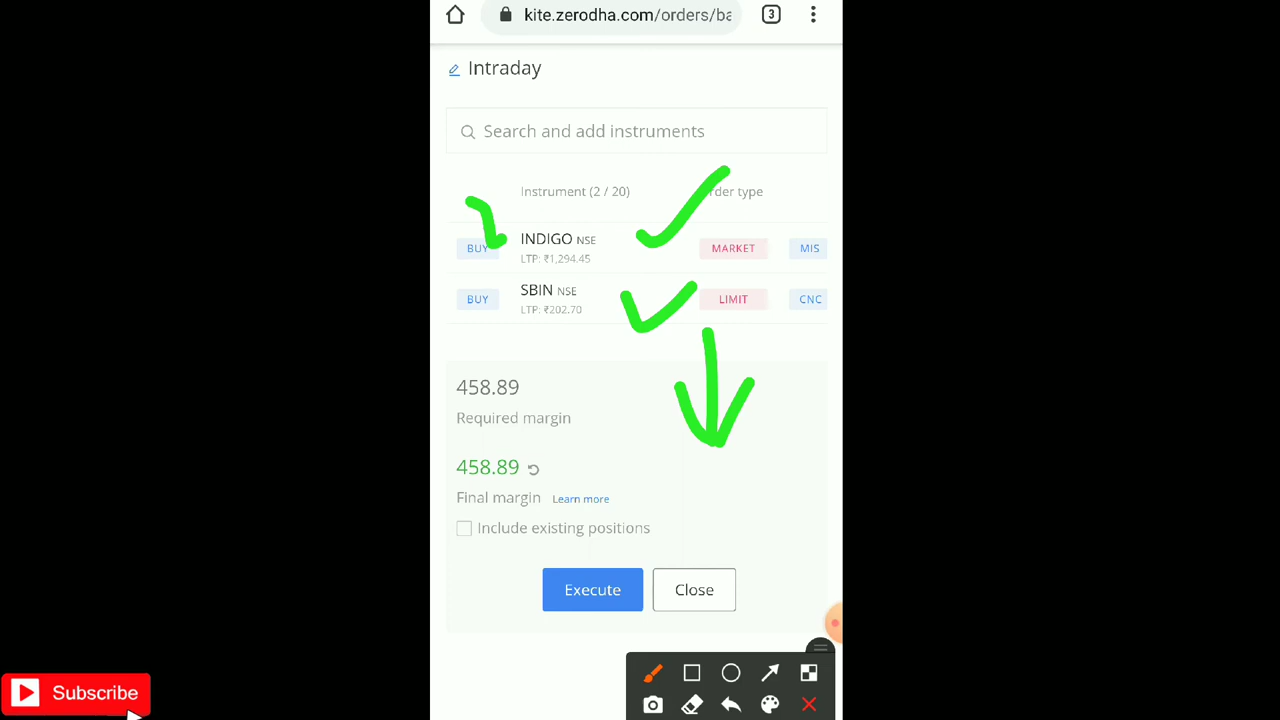 kite.zerodha.com/orders/ba
3
Intraday
Search and add instruments
Instrument (2 / 20)
rder type
BUY
INDIGO NSE
MARKET
MIS
LTP: ₹1,294.45
BUY
SBIN NSE
LIMIT
CNC
LTP: ₹202.70
458.89
Required margin
458.89
Final margin Learn more
Include existing positions
Execute
Close
Subscribe